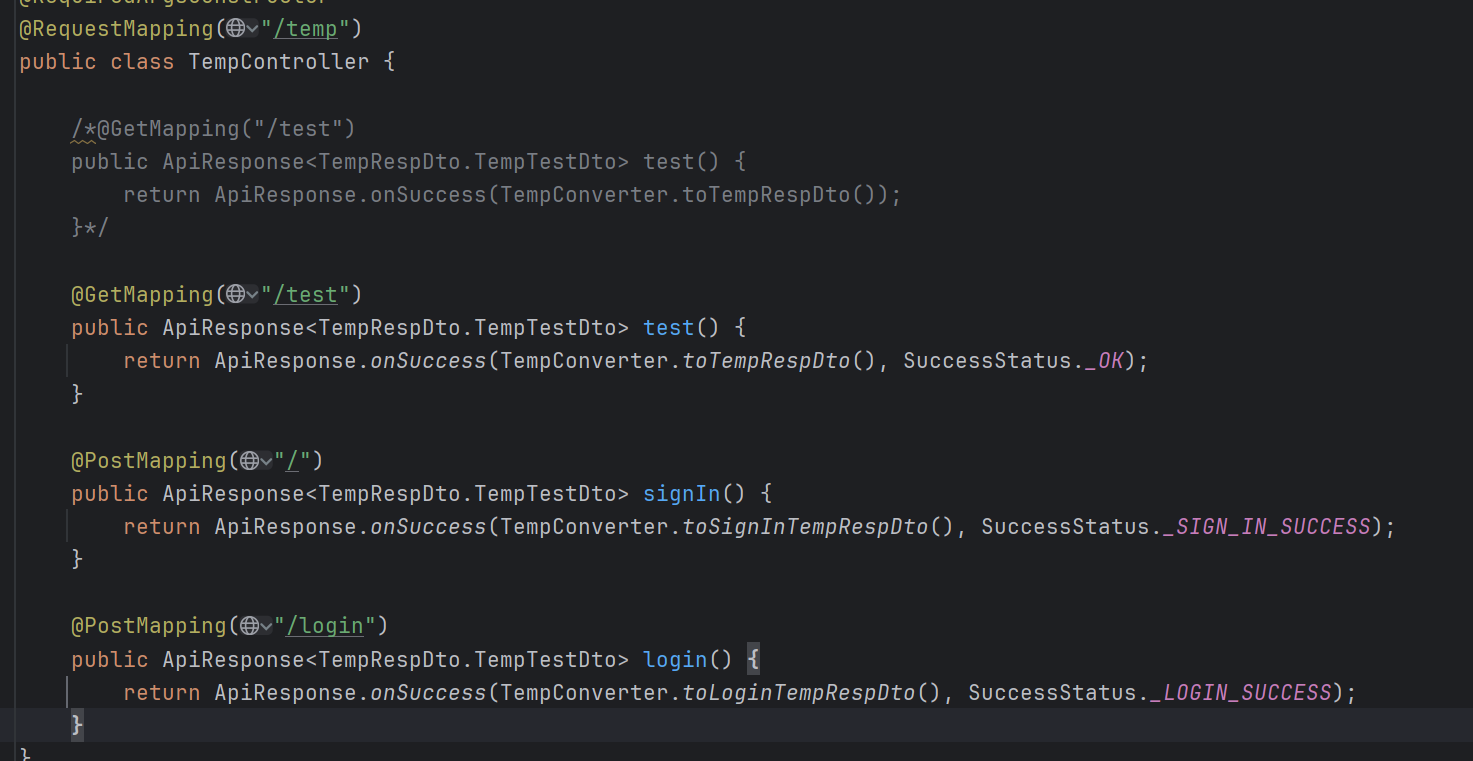 @RequiredArgsConstructor
@RequestMapping("/temp")
public class TempController {
/*@GetMapping("/test")
public ApiResponse<TempRespDto.TempTestDto> test() {
return ApiResponse.onSuccess(TempConverter.toTempRespDto());
}*/
@GetMapping("/test")
public ApiResponse<TempRespDto.TempTestDto> test() {
return ApiResponse.onSuccess(TempConverter.toTempRespDto(), SuccessStatus._OK);
}
@PostMapping("/")
public ApiResponse<TempRespDto.TempTestDto> signIn() {
return ApiResponse.onSuccess(TempConverter.toSignInTempRespDto(), SuccessStatus._SIGN_IN_SUCCESS);
}
@PostMapping("/login")
public ApiResponse<TempRespDto.TempTestDto> login() {
return ApiResponse.onSuccess(TempConverter.toLoginTempRespDto(), SuccessStatus._LOGIN_SUCCESS);
}
}